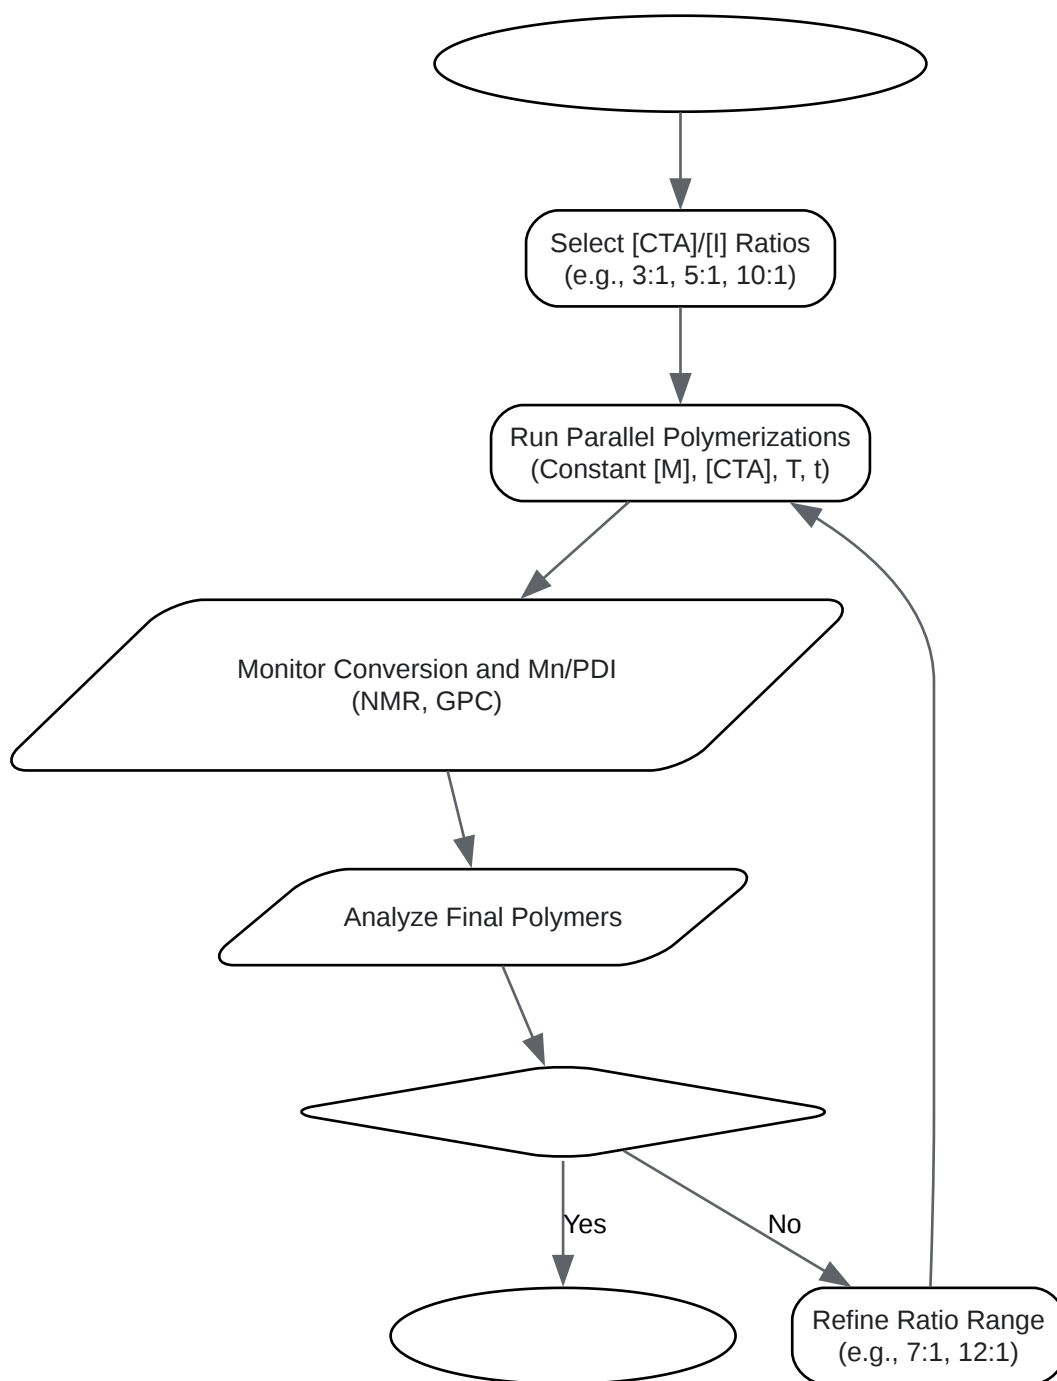 Select [CTA]/[I] Ratios
(e.g., 3:1, 5:1, 10:1)
Run Parallel Polymerizations
(Constant [M], [CTA], T, t)
Monitor Conversion and Mn/PDI
(NMR, GPC)
Analyze Final Polymers
Yes
No
Refine Ratio Range
(e.g., 7:1, 12:1)